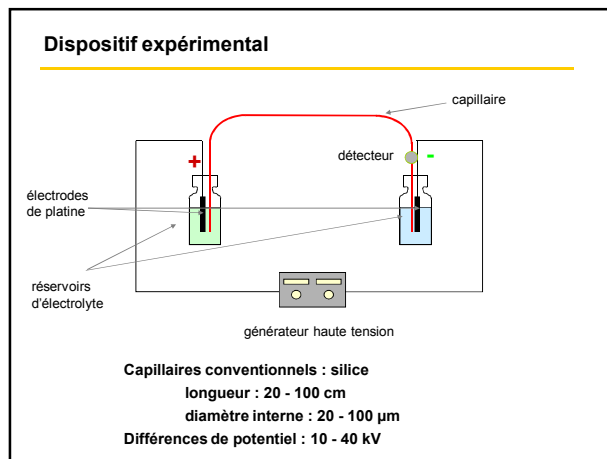 Dispositif expérimental
capillaire
détecteur
+
-
électrodes
de platine
réservoirs
d'électrolyte
générateur haute tension
Capillaires conventionnels : silice
longueur : 20 - 100 cm
diamètre interne : 20 - 100 µm
Différences de potentiel : 10 - 40 kV